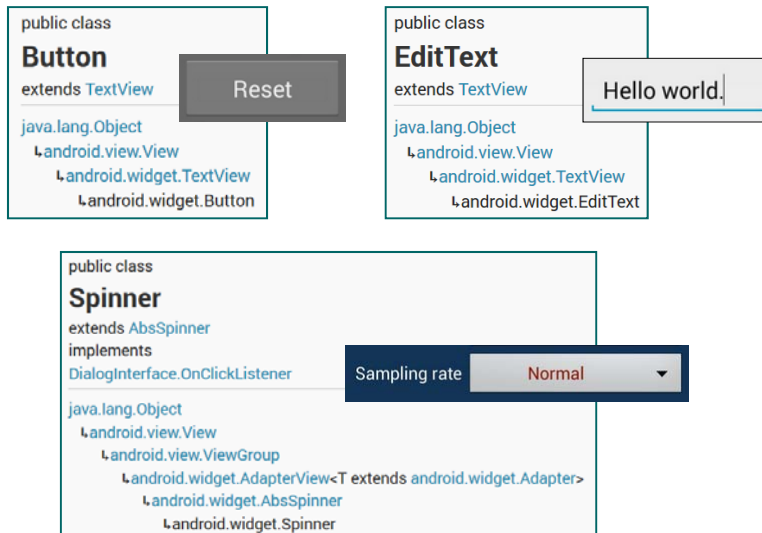 public class
Button
extends TextView
Reset
java.lang.Object
↳android.view.View
↳android.widget.TextView
↳android.widget.Button
public class
EditText
extends TextView
Hello world.
java.lang.Object
↳android.view.View
↳android.widget.TextView
↳android.widget.EditText
public class
Spinner
extends AbsSpinner
implements
DialogInterface.OnClickListener
Sampling rate Normal
java.lang.Object
↳android.view.View
↳android.view.ViewGroup
↳android.widget.AdapterView<T extends android.widget.Adapter>
↳android.widget.AbsSpinner
↳android.widget.Spinner